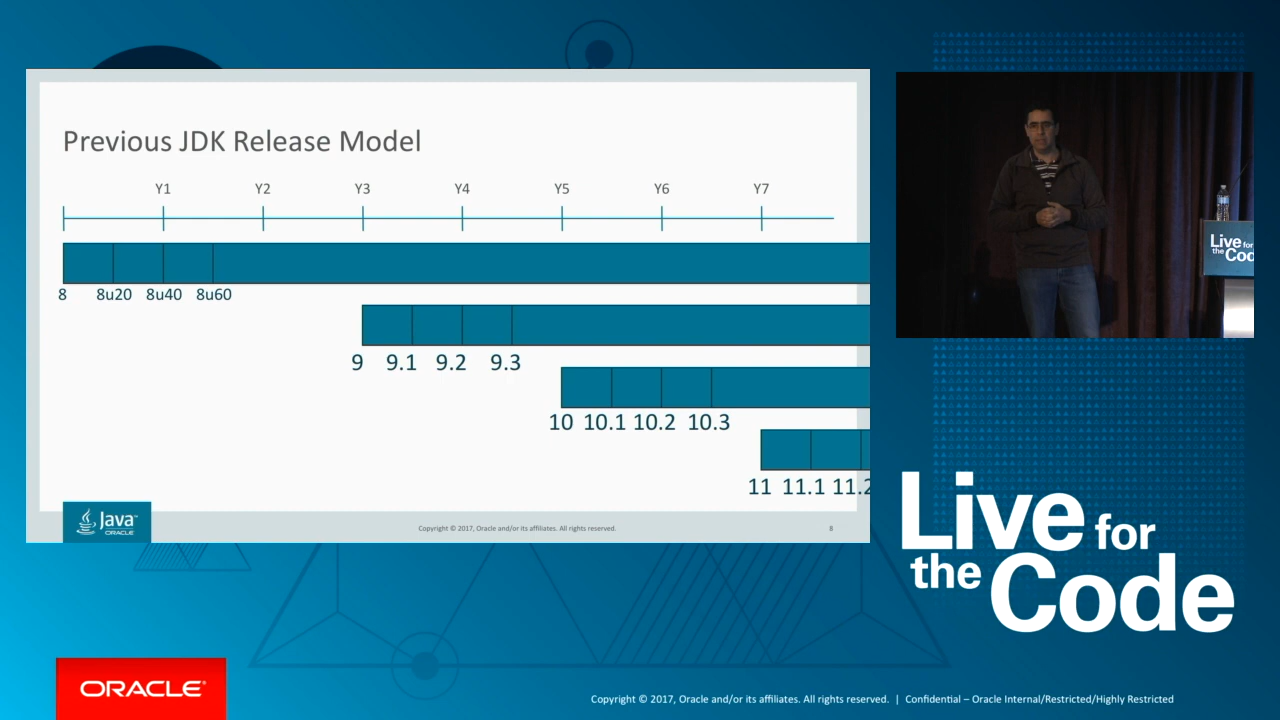 Previous JDK Release Model
Y1 Y2 Y3 Y4 Y5 Y6 Y7
8 8u20 8u40 8u60
9 9.1 9.2 9.3
10 10.1 10.2 10.3
11 11.1 11.2
Java™
ORACLE
Copyright © 2017, Oracle and/or its affiliates. All rights reserved.
8
Live for
the
Live for
the Code
ORACLE®
Copyright © 2017, Oracle and/or its affiliates. All rights reserved. | Confidential – Oracle Internal/Restricted/Highly Restricted